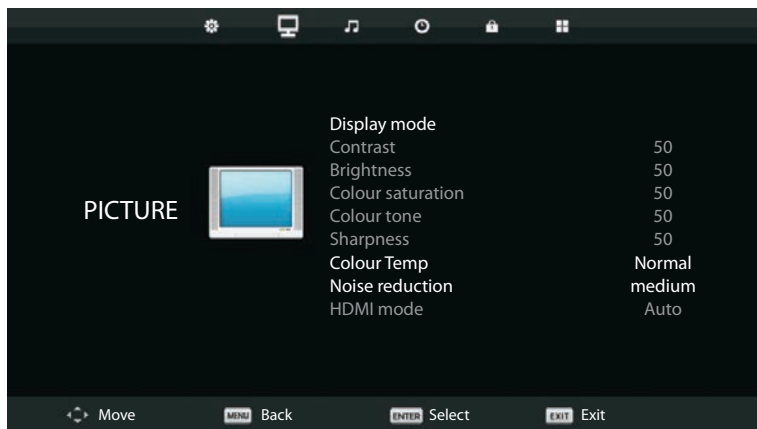 PICTURE
Display mode
Contrast 50
Brightness 50
Colour saturation 50
Colour tone 50
Sharpness 50
Colour Temp Normal
Noise reduction medium
HDMI mode Auto
Move MENU Back ENTER Select EXIT Exit